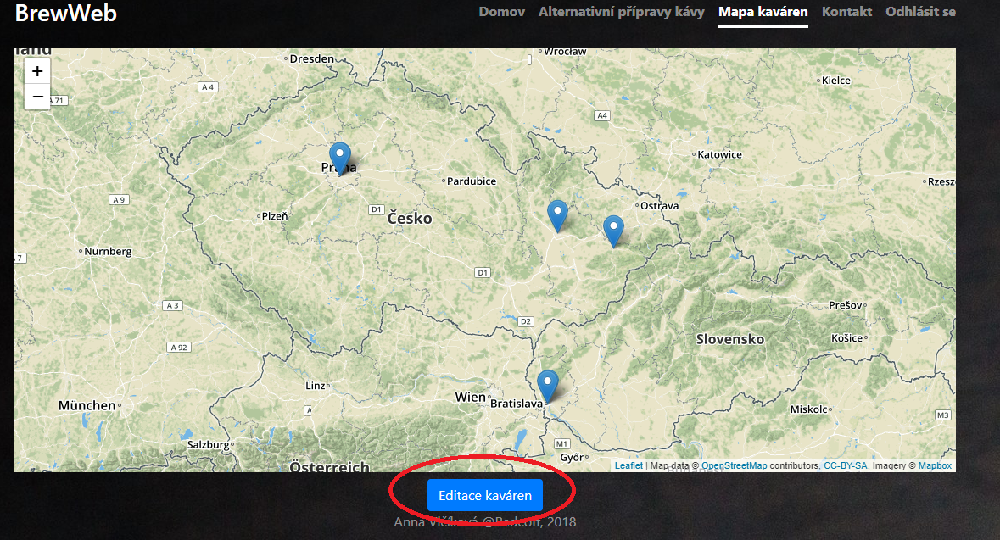 BrewWeb
Domov Alternativní přípravy kávy Mapa kaváren Kontakt Odhlásit se
Dresden
Wrocław
+
A 4
Kielce
−
A 71
A4
Katowice
Praha
Pardubice
Rzesz
A 9
D1
Ostrava
Plzeň
Česko
Nürnberg
7
D1
A 3
Prešov
D2
Slovensko
Košice
A 92
Linz
Wien
Bratislava
München
A
Miskolc
M3
Salzburg
M1
Győr
Österreich
Leaflet | Map data © OpenStreetMap contributors, CC-BY-SA, Imagery © Mapbox
Editace kaváren
Anna Vlčková @Redcoff, 2018